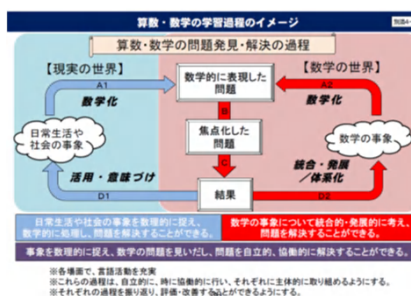 算数・数学の学習過程のイメージ
別添4-
算数・数学の問題発見・解決の過程
【現実の世界】
【数学の世界】
A1
数学化
数学的に表現した
問題
A2
数学化
B
日常生活や
社会の事象
焦点化した
問題
数学の事象
C
活用・意味づけ
統合・発展
/体系化
D1
結果
D2
日常生活や社会の事象を数理的に捉え、
数学的に処理し、問題を解決することができる。
数学の事象について統合的・発展的に考え、
問題を解決することができる。
事象を数理的に捉え、数学の問題を見いだし、問題を自立的、協働的に解決することができる。
※各場面で、言語活動を充実
※これらの過程は、自立的に、時に協働的に行い、それぞれに主体的に取り組めるようにする。
※それぞれの過程を振り返り、評価・改善することができるようにする。